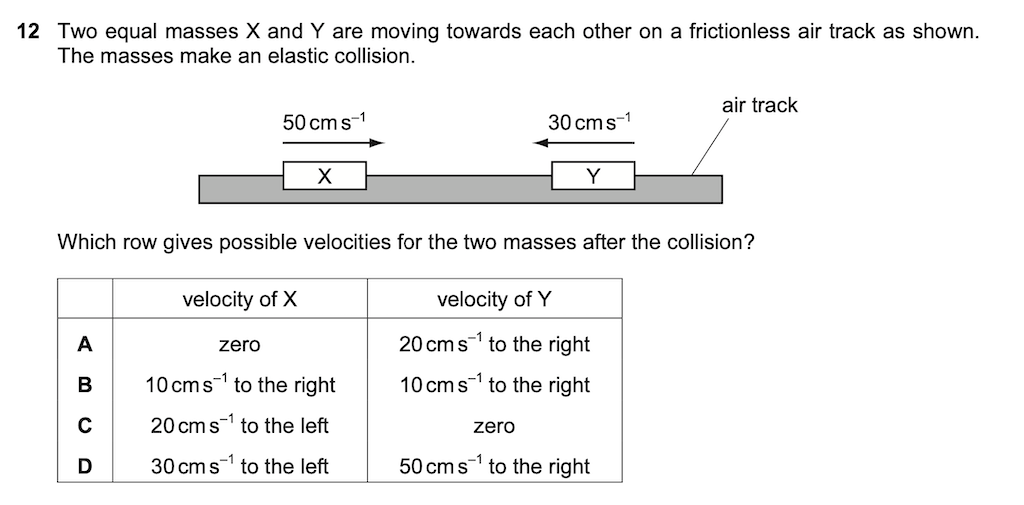 12 Two equal masses X and Y are moving towards each other on a frictionless air track as shown.
The masses make an elastic collision.
air track
50 cm s⁻¹ 30 cm s⁻¹
X Y
Which row gives possible velocities for the two masses after the collision?
velocity of X velocity of Y
A zero 20 cm s⁻¹ to the right
B 10 cm s⁻¹ to the right 10 cm s⁻¹ to the right
C 20 cm s⁻¹ to the left zero
D 30 cm s⁻¹ to the left 50 cm s⁻¹ to the right